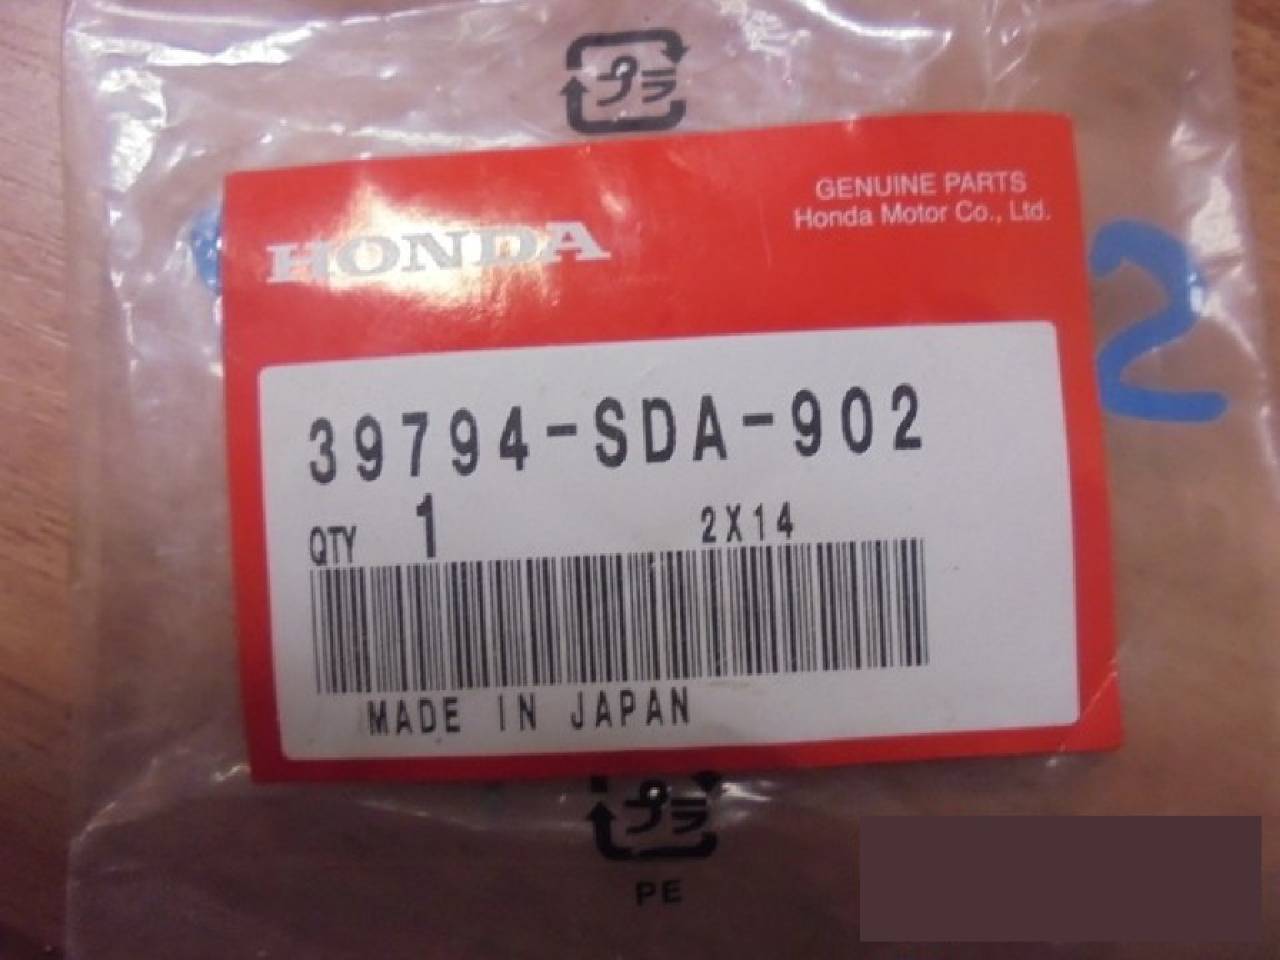 プラ
GENUINE PARTS
Honda Motor Co., Ltd.
HONDA
2
39794-SDA-902
QTY 1 2X14
MADE IN JAPAN
プラ
PE